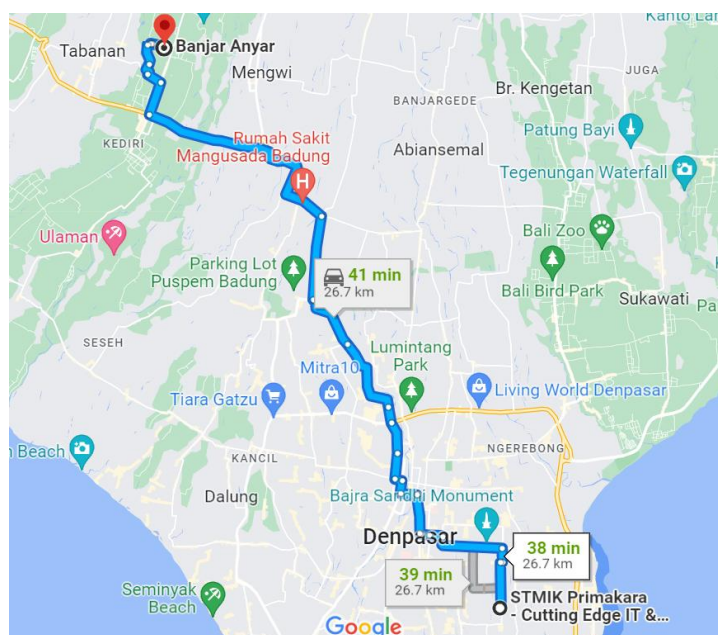 Kanto Lan
Banjar Anyar
Tabanan
Mengwi
JUGA
Br. Kengetan
BANJARGEDE
Patung Bayi
KEDIRI
Rumah Sakit
Mangusada Badung
H
Abiansemal
Tegenungan Waterfall
Ulaman
Bali Zoo
Parking Lot
Puspem Badung
41 min
26.7 km
Bali Bird Park
Sukawati
Pa
SESEH
Lumintang
Park
Mitra10
Living World Denpasar
Tiara Gatzu
n Beach
KANCIL
NGEREBONG
Dalung
Bajra Sandhi Monument
Denpasar
38 min
26.7 km
39 min
26.7 km
Seminyak
Beach
STMIK Primakara
- Cutting Edge IT &...
Google